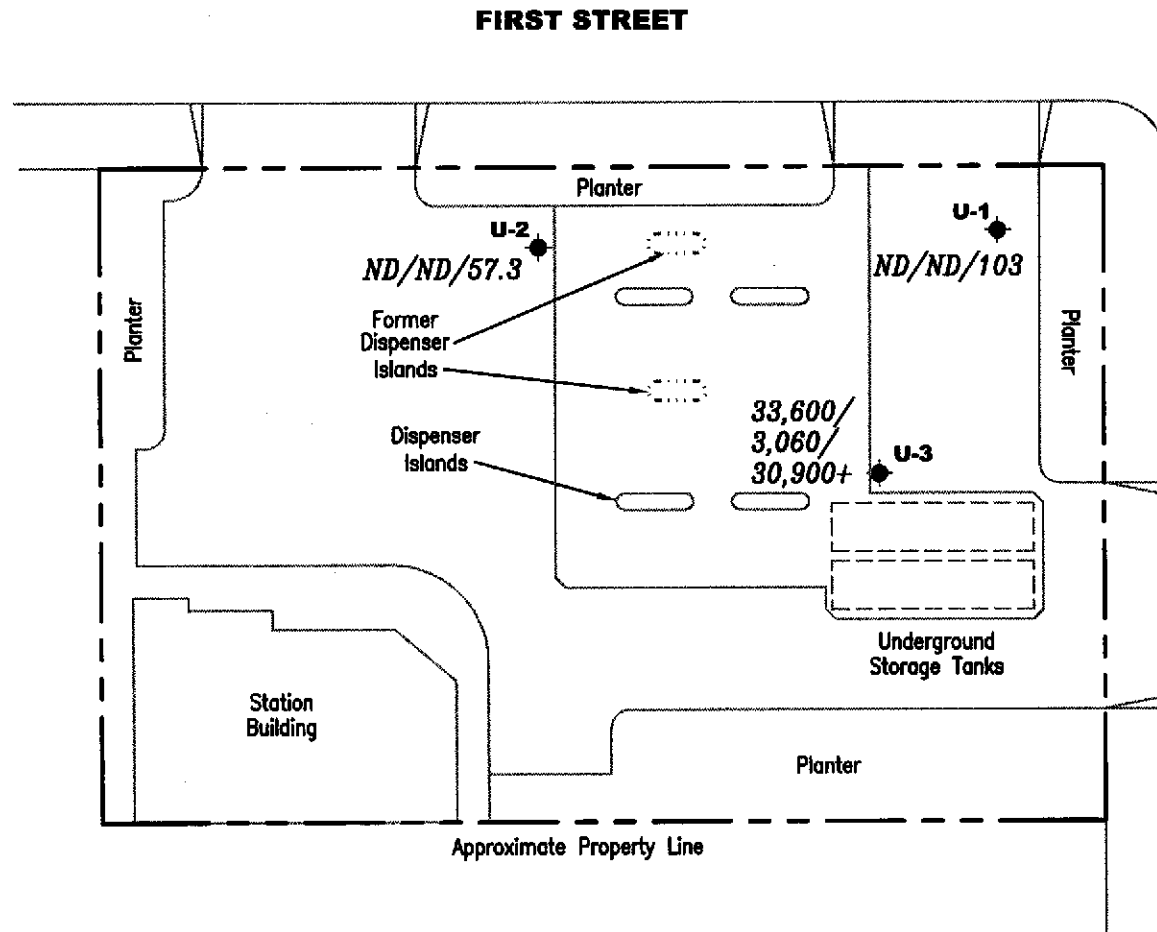 FIRST STREET
Planter
U-1
U-2
ND/ND/57.3
ND/ND/103
Planter
Planter
Former
Dispenser
Islands
33,600/
3,060/
30,900+
U-3
Dispenser
Islands
Underground
Storage Tanks
Station
Building
Planter
Approximate Property Line